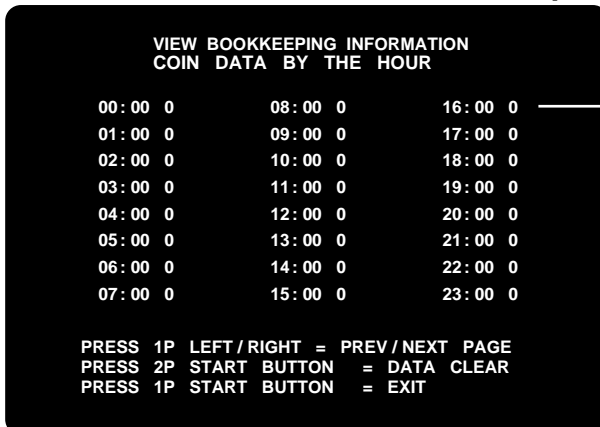 VIEW BOOKKEEPING INFORMATION
COIN DATA BY THE HOUR
00:00 0 08:00 0 16:00 0
01:00 0 09:00 0 17:00 0
02:00 0 10:00 0 18:00 0
03:00 0 11:00 0 19:00 0
04:00 0 12:00 0 20:00 0
05:00 0 13:00 0 21:00 0
06:00 0 14:00 0 22:00 0
07:00 0 15:00 0 23:00 0
PRESS 1P LEFT/RIGHT = PREV/NEXT PAGE
PRESS 2P START BUTTON = DATA CLEAR
PRESS 1P START BUTTON = EXIT